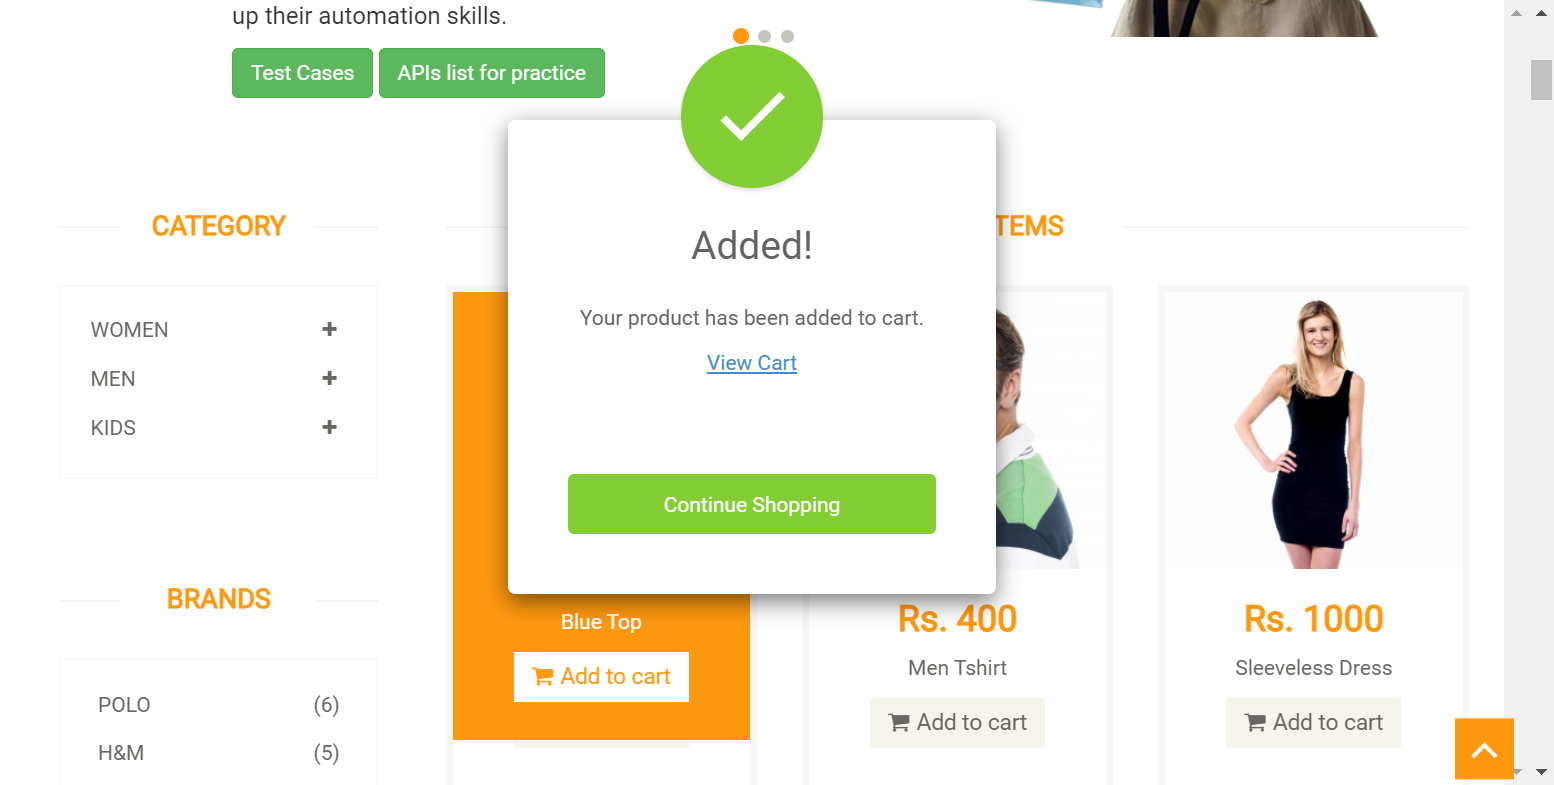 up their automation skills.
Test Cases
APIs list for practice
CATEGORY
WOMEN
MEN
KIDS
BRANDS
POLO (6)
H&M (5)
Added!
Your product has been added to cart.
View Cart
Continue Shopping
TEMS
Blue Top
Add to cart
Rs. 400
Men Tshirt
Add to cart
Rs. 1000
Sleeveless Dress
Add to cart